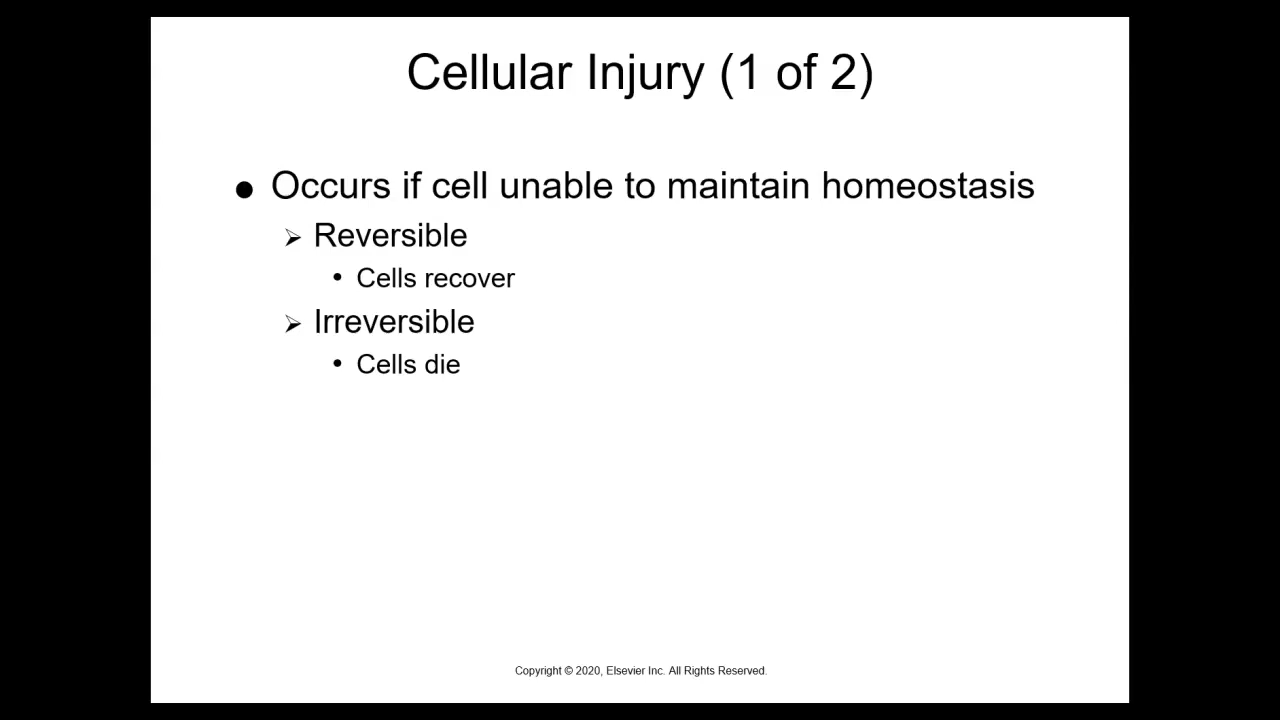 Cellular Injury (1 of 2)
● Occurs if cell unable to maintain homeostasis
➢ Reversible
• Cells recover
➢ Irreversible
• Cells die
Copyright © 2020, Elsevier Inc. All Rights Reserved.